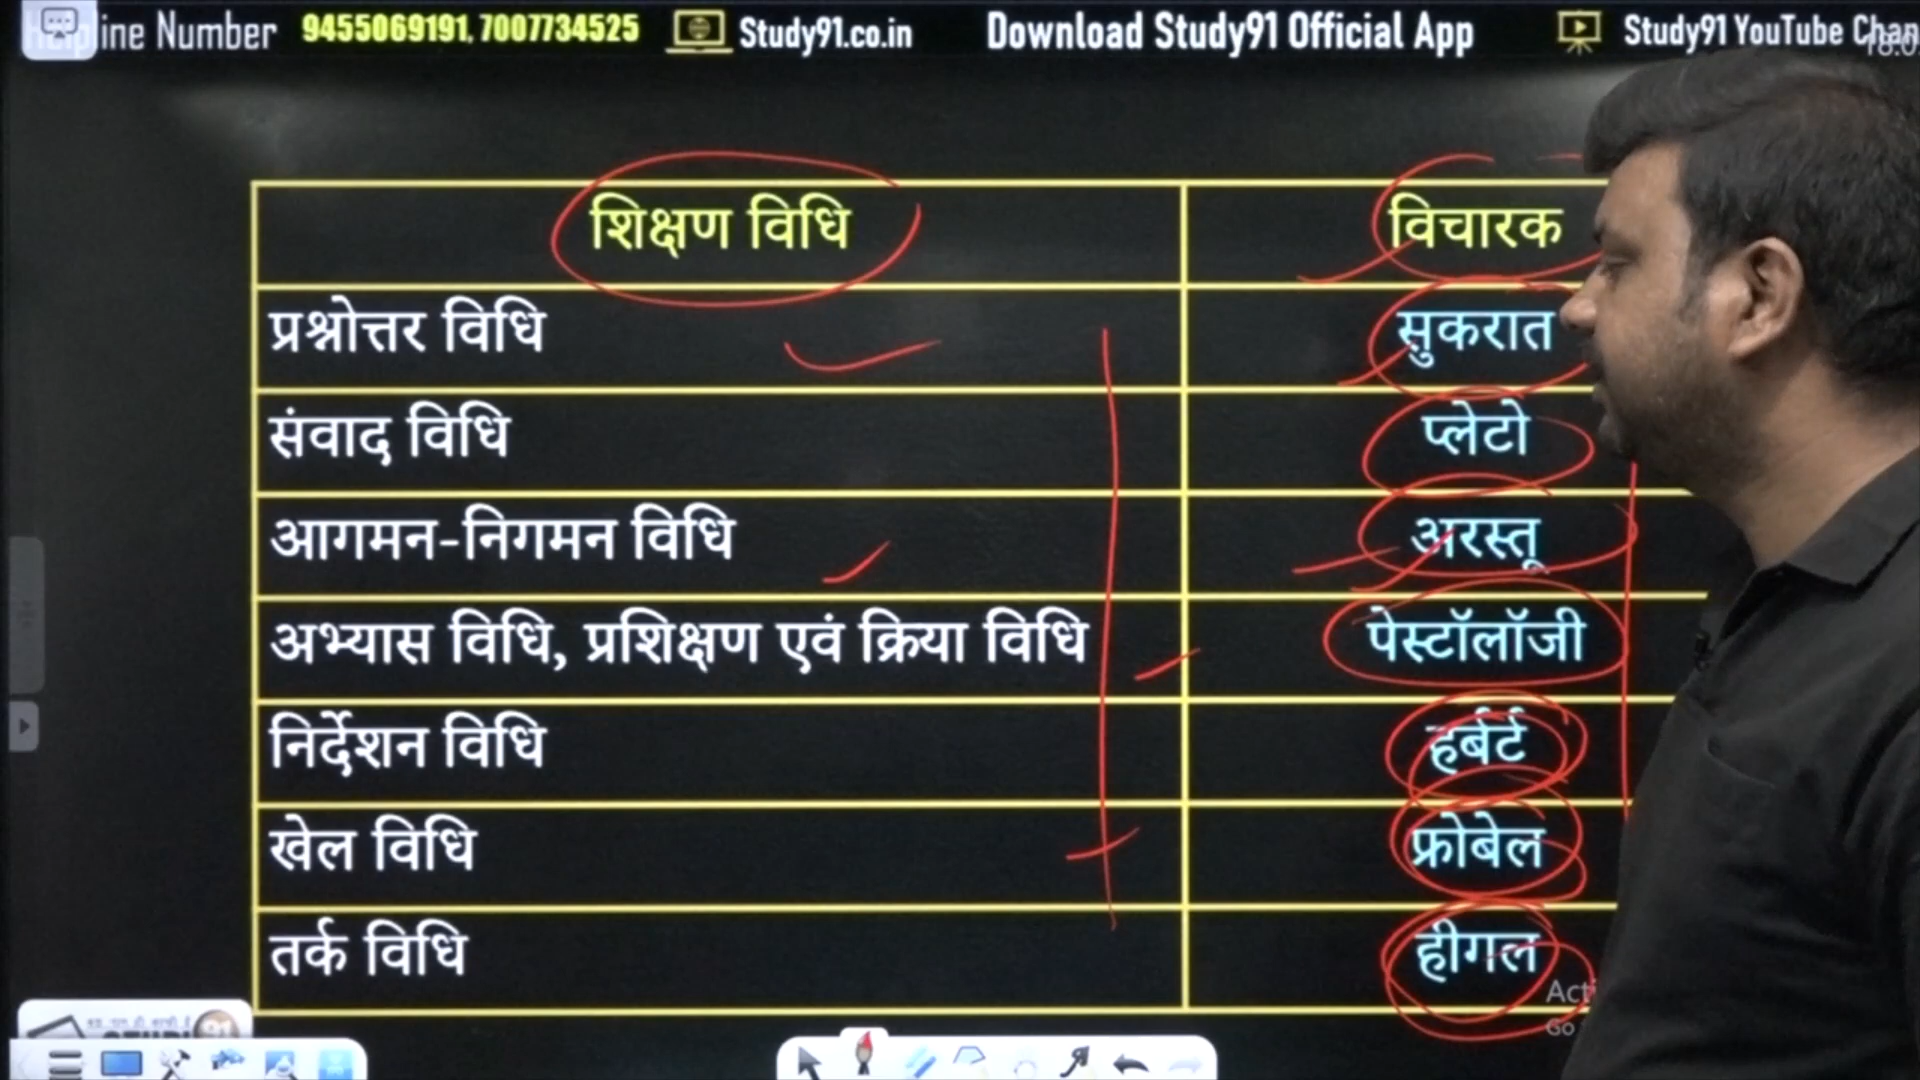 Helpline Number 9455069191, 7007734525 Study91.co.in Download Study91 Official App Study91 YouTube Chan
शिक्षण विधि विचारक
प्रश्नोत्तर विधि सुकरात
संवाद विधि प्लेटो
आगमन-निगमन विधि अरस्तू
अभ्यास विधि, प्रशिक्षण एवं क्रिया विधि पेस्टॉलॉजी
निर्देशन विधि हर्बर्ट
खेल विधि फ्रोबेल
तर्क विधि हीगल